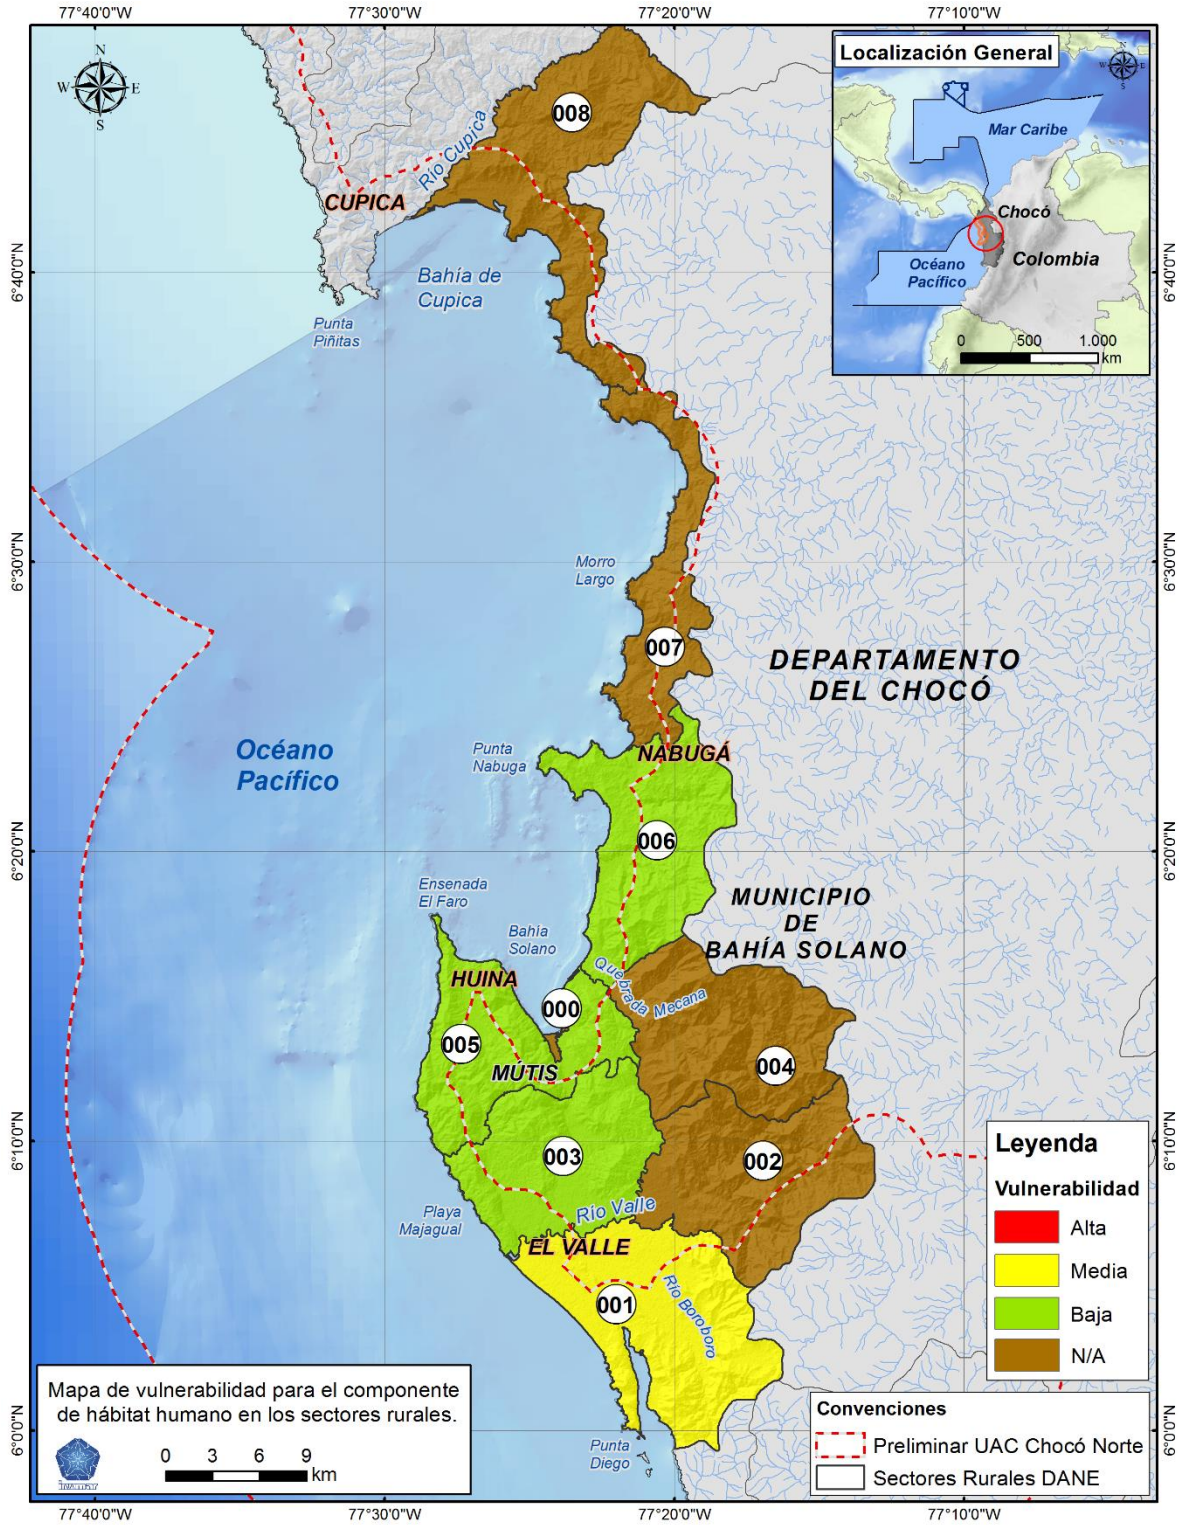 77°40'0"W
77°30'0"W
77°20'0"W
77°10'0"W
N
W
E
S
Localización General
Mar Caribe
Chocó
Colombia
Océano
Pacífico
0
500
1.000
km
008
Río Cupica
CUPICA
Bahía de
Cupica
6°40'0"N
6°40'0"N
Punta
Piñitas
6°30'0"N
6°30'0"N
Morro
Largo
007
DEPARTAMENTO
DEL CHOCÓ
Océano
Pacífico
Punta
Nabuga
NABUGÁ
006
6°20'0"N
6°20'0"N
Ensenada
El Faro
MUNICIPIO
DE
BAHÍA SOLANO
Bahía
Solano
HUINA
Quebrada Mecana
000
005
MÚTIS
004
6°10'0"N
6°10'0"N
003
002
Playa
Majagual
Río Valle
EL VALLE
001
Río Boroboro
Leyenda
Vulnerabilidad
Alta
Media
Baja
N/A
Mapa de vulnerabilidad para el componente
de hábitat humano en los sectores rurales.
invemar
0
3
6
9
km
Punta
Diego
6°0'0"N
6°0'0"N
Convenciones
Preliminar UAC Chocó Norte
Sectores Rurales DANE
77°40'0"W
77°30'0"W
77°20'0"W
77°10'0"W